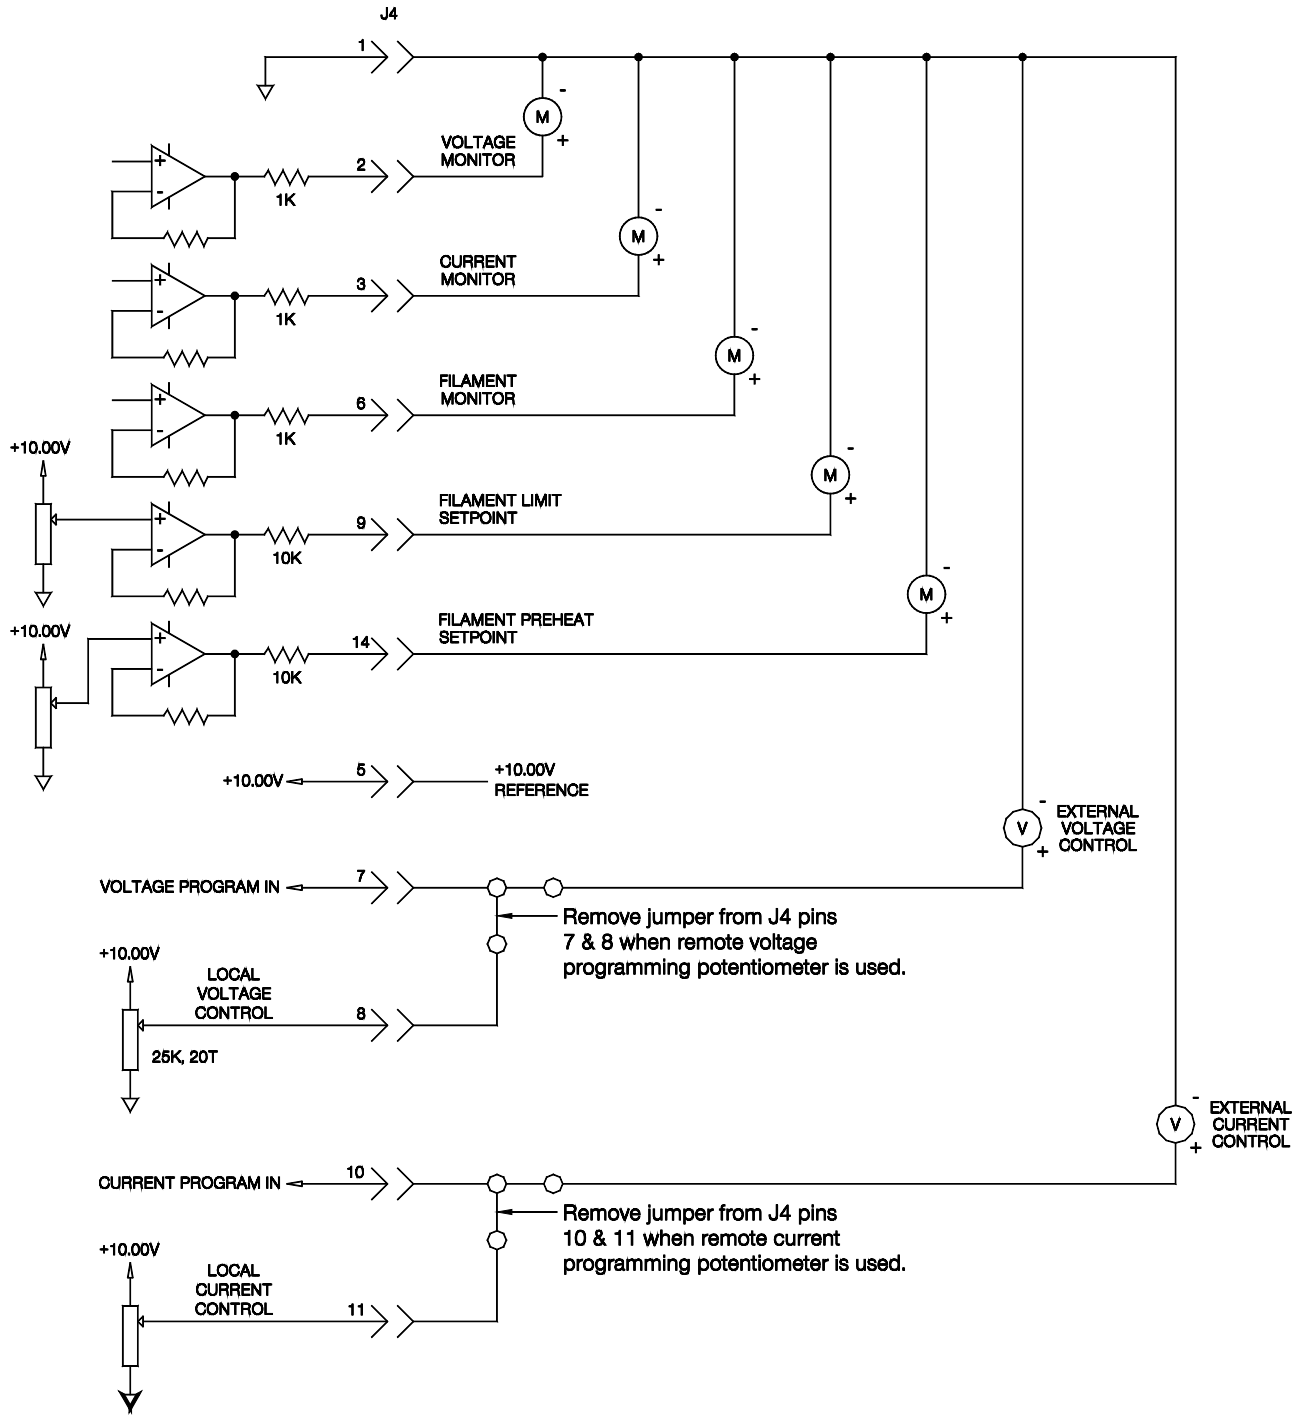 J4
1
-
M
+
VOLTAGE
MONITOR
+
-
2
1K
-
M
+
CURRENT
MONITOR
+
-
3
1K
-
M
+
FILAMENT
MONITOR
+
-
6
1K
+10.00V
-
M
+
FILAMENT LIMIT
SETPOINT
+
-
9
10K
+10.00V
-
M
+
FILAMENT PREHEAT
SETPOINT
+
-
14
10K
+10.00V
5
+10.00V
REFERENCE
-
V
+
EXTERNAL
VOLTAGE
CONTROL
VOLTAGE PROGRAM IN
7
Remove jumper from J4 pins
7 & 8 when remote voltage
programming potentiometer is used.
+10.00V
LOCAL
VOLTAGE
CONTROL
8
25K, 20T
-
V
+
EXTERNAL
CURRENT
CONTROL
CURRENT PROGRAM IN
10
Remove jumper from J4 pins
10 & 11 when remote current
programming potentiometer is used.
+10.00V
LOCAL
CURRENT
CONTROL
11